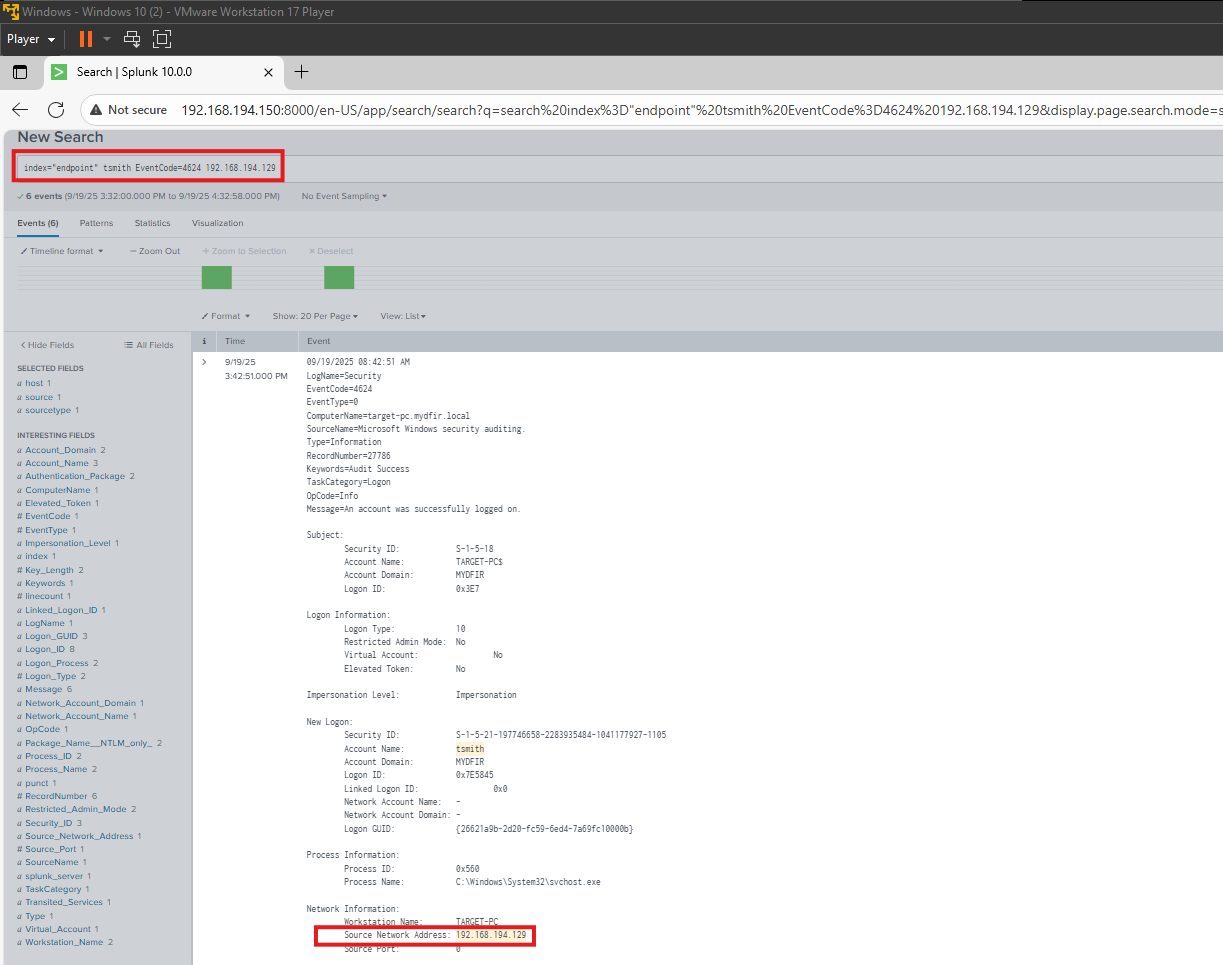 Windows - Windows 10 (2) - VMware Workstation 17 Player
Player
Search | Splunk 10.0.0
Not secure 192.168.194.150:8000/en-US/app/search/search?q=search%20index%3D"endpoint"%20tsmith%20EventCode%3D4624%20192.168.194.129&display.page.search.mode=s
New Search
index="endpoint" tsmith EventCode=4624 192.168.194.129
6 events (9/19/25 3:32:00.000 PM to 9/19/25 4:32:58.000 PM) No Event Sampling
Events (6) Patterns Statistics Visualization
Timeline format − Zoom Out + Zoom to Selection × Deselect
Format Show: 20 Per Page View: List
< Hide Fields All Fields
i Time Event
SELECTED FIELDS
a host 1
a source 1
a sourcetype 1
INTERESTING FIELDS
a Account_Domain 2
a Account_Name 3
a Authentication_Package 2
a ComputerName 1
a Elevated_Token 1
# EventCode 1
# EventType 1
a Impersonation_Level 1
a index 1
# Key_Length 2
a Keywords 1
# linecount 1
a Linked_Logon_ID 1
a LogName 1
a Logon_GUID 3
a Logon_ID 8
a Logon_Process 2
# Logon_Type 2
a Message 6
a Network_Account_Domain 1
a Network_Account_Name 1
a OpCode 1
a Package_Name__NTLM_only_ 2
a Process_ID 2
a Process_Name 2
a punct 1
# RecordNumber 6
a Restricted_Admin_Mode 2
a Security_ID 3
a Source_Network_Address 1
# Source_Port 1
a SourceName 1
a splunk_server 1
a TaskCategory 1
a Transited_Services 1
a Type 1
a Virtual_Account 1
a Workstation_Name 2
> 9/19/25
3:42:51.000 PM
09/19/2025 08:42:51 AM
LogName=Security
EventCode=4624
EventType=0
ComputerName=target-pc.mydfir.local
SourceName=Microsoft Windows security auditing.
Type=Information
RecordNumber=27786
Keywords=Audit Success
TaskCategory=Logon
OpCode=Info
Message=An account was successfully logged on.
Subject:
Security ID: S-1-5-18
Account Name: TARGET-PC$
Account Domain: MYDFIR
Logon ID: 0x3E7
Logon Information:
Logon Type: 10
Restricted Admin Mode: No
Virtual Account: No
Elevated Token: No
Impersonation Level: Impersonation
New Logon:
Security ID: S-1-5-21-197746658-2283935484-1041177927-1105
Account Name: tsmith
Account Domain: MYDFIR
Logon ID: 0x7E5845
Linked Logon ID: 0x0
Network Account Name: -
Network Account Domain: -
Logon GUID: {26621a9b-2d20-fc59-6ed4-7a69fc10000b}
Process Information:
Process ID: 0x560
Process Name: C:\Windows\System32\svchost.exe
Network Information:
Workstation Name: TARGET-PC
Source Network Address: 192.168.194.129
Source Port: 0